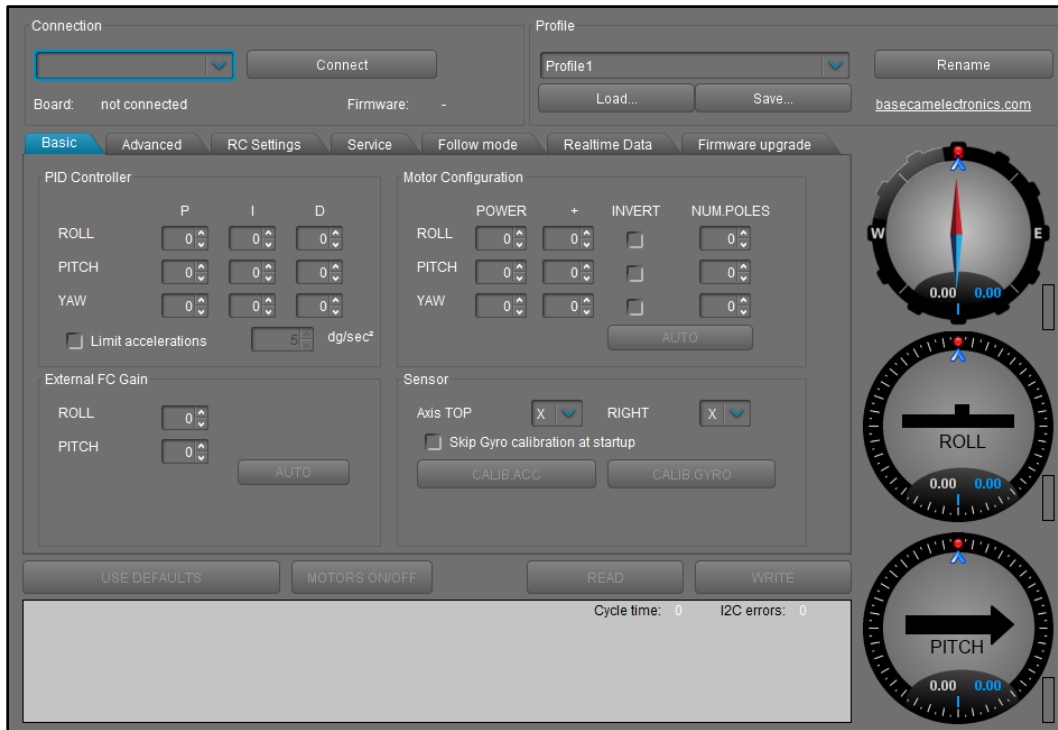 Connection
Profile
Connect
Profile1
Rename
Board: not connected Firmware: -
Load...
Save...
basecamelectronics.com
Basic Advanced RC Settings Service Follow mode Realtime Data Firmware upgrade
PID Controller
P I D
ROLL 0 0 0
PITCH 0 0 0
YAW 0 0 0
Limit accelerations 5 dg/sec²
Motor Configuration
POWER + INVERT NUM.POLES
ROLL 0 0 0
PITCH 0 0 0
YAW 0 0 0
AUTO
External FC Gain
ROLL 0
PITCH 0
AUTO
Sensor
Axis TOP X RIGHT X
Skip Gyro calibration at startup
CALIB.ACC CALIB.GYRO
USE DEFAULTS MOTORS ON/OFF READ WRITE
Cycle time: 0 I2C errors: 0
W E
0.00 0.00
ROLL
0.00 0.00
PITCH
0.00 0.00